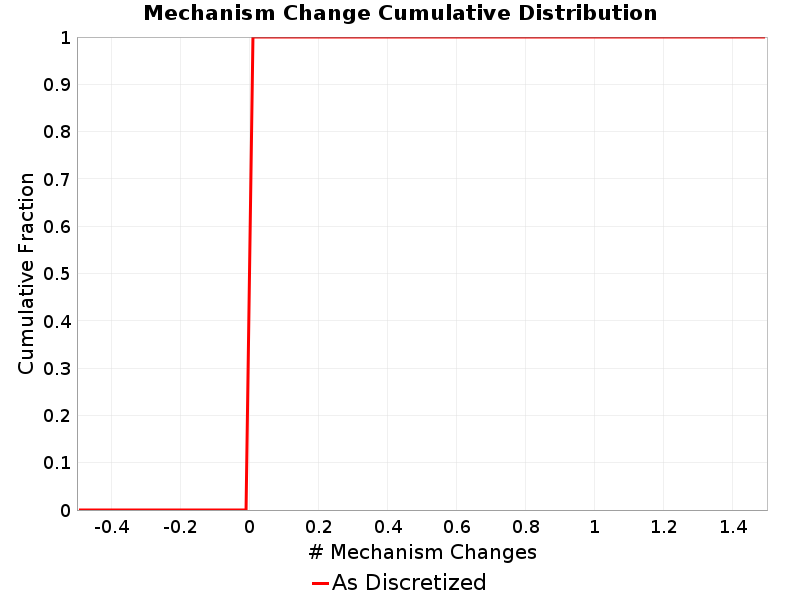 Mechanism Change Cumulative Distribution
1
0.9
0.8
0.7
0.6
0.5
0.4
0.3
0.2
0.1
0
Cumulative Fraction
-0.4 -0.2 0 0.2 0.4 0.6 0.8 1 1.2 1.4
# Mechanism Changes
As Discretized